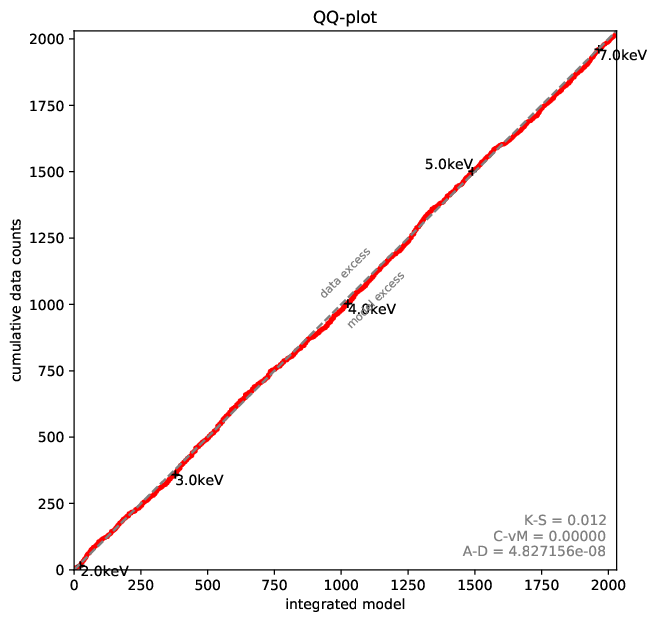 QQ-plot
2000
1750
1500
1250
1000
750
500
250
0
cumulative data counts
7.0keV
5.0keV
data excess
model excess
4.0keV
3.0keV
2.0keV
K-S = 0.012
C-vM = 0.00000
A-D = 4.827156e-08
0 250 500 750 1000 1250 1500 1750 2000
integrated model